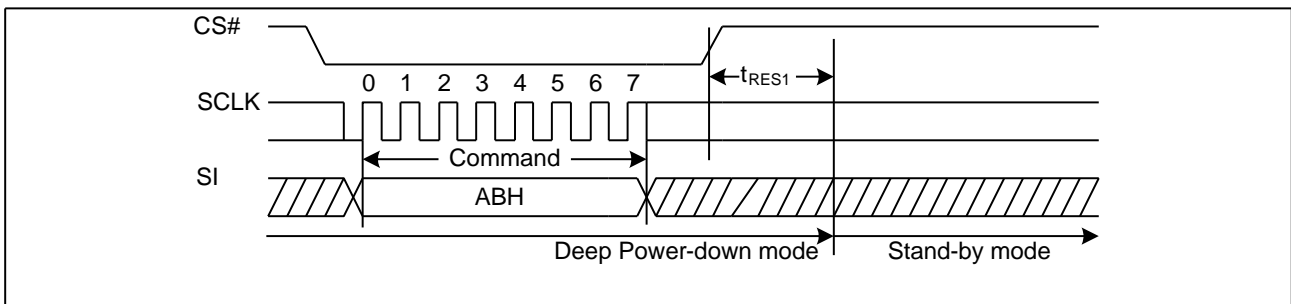 CS#
tRES1
0 1 2 3 4 5 6 7
SCLK
Command
SI
ABH
Deep Power-down mode Stand-by mode